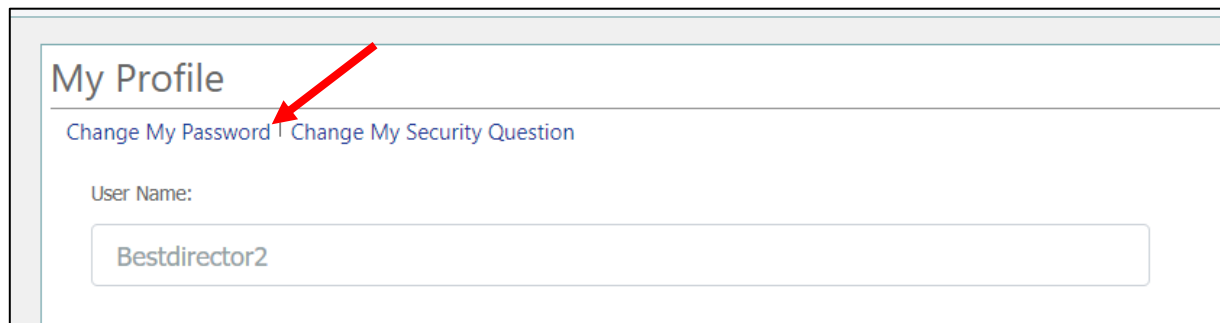 My Profile
Change My Password | Change My Security Question
User Name:
Bestdirector2